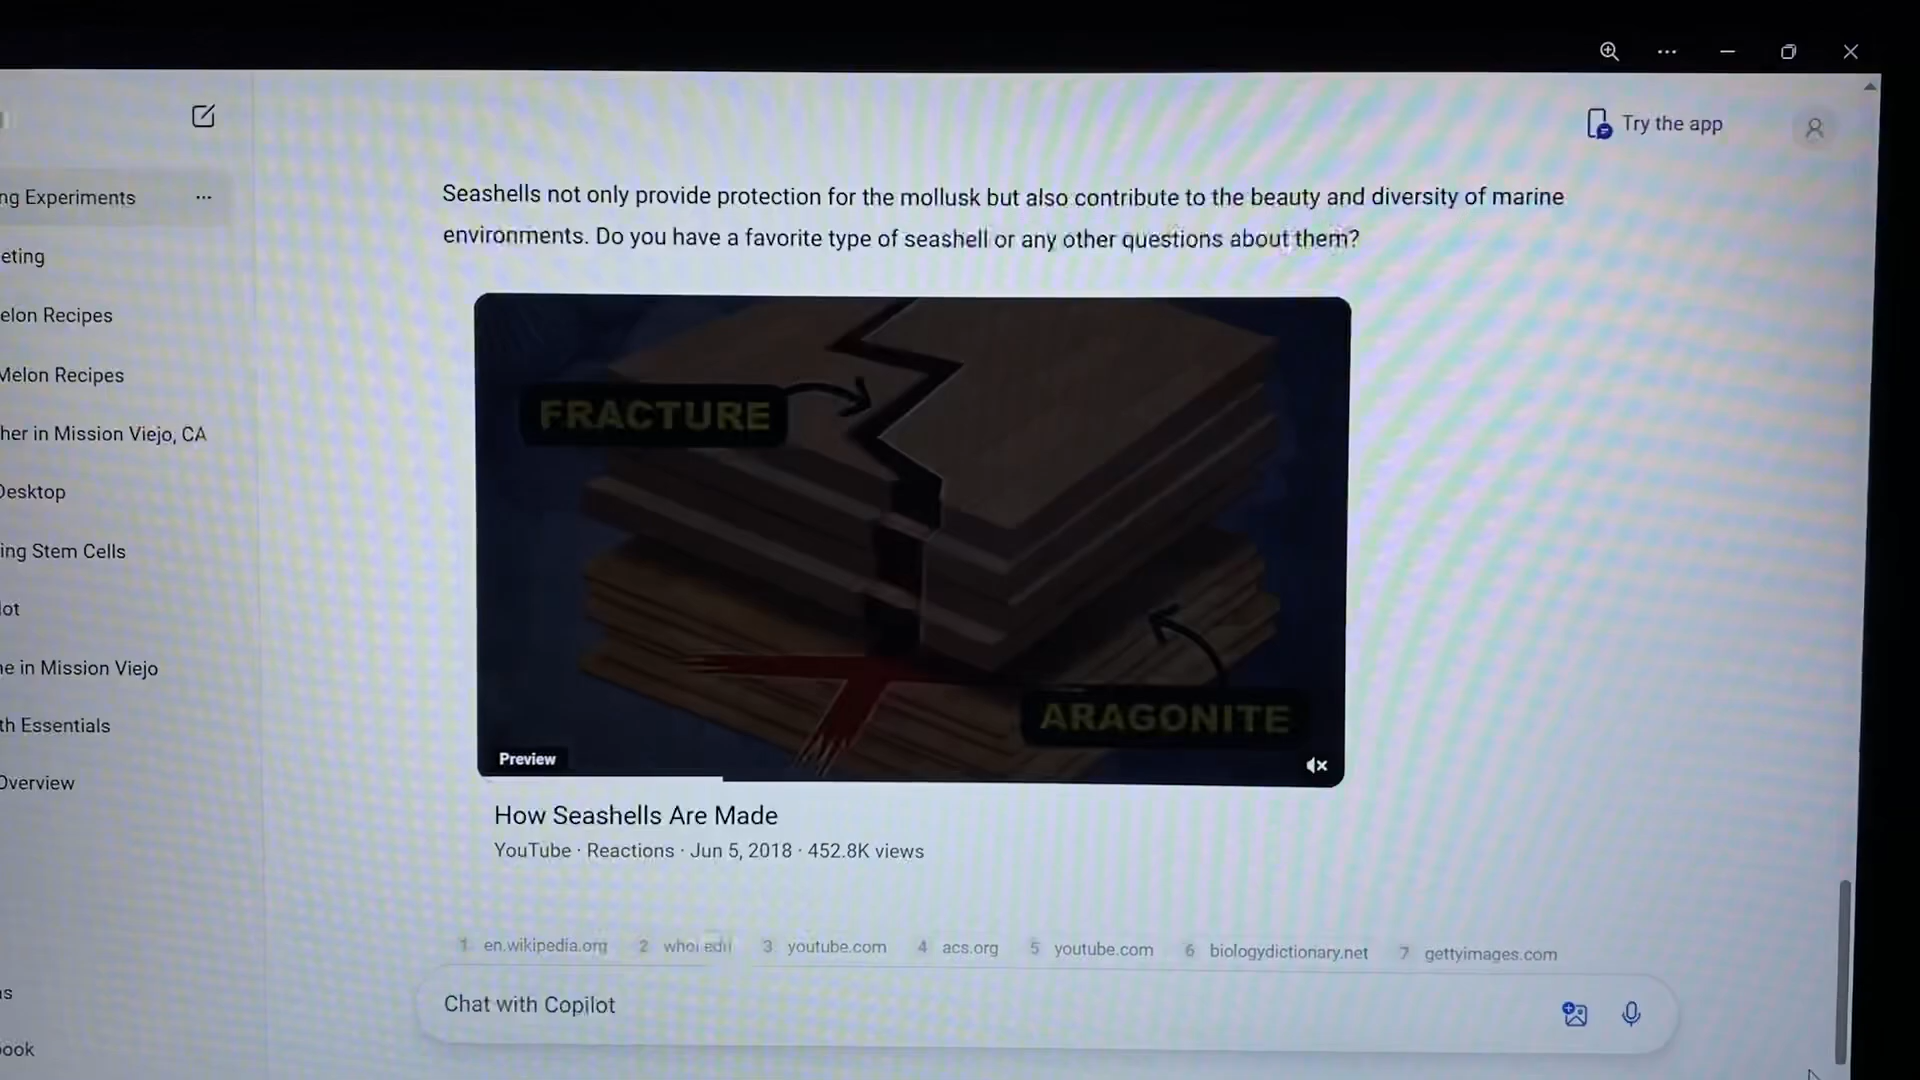 Try the app
ng Experiments
eting
elon Recipes
Melon Recipes
her in Mission Viejo, CA
Desktop
ing Stem Cells
lot
ne in Mission Viejo
th Essentials
Overview
ns
book
Seashells not only provide protection for the mollusk but also contribute to the beauty and diversity of marine
environments. Do you have a favorite type of seashell or any other questions about them?
FRACTURE
ARAGONITE
Preview
How Seashells Are Made
YouTube · Reactions · Jun 5, 2018 · 452.8K views
1 en.wikipedia.org 2 whoi.edu 3 youtube.com 4 acs.org 5 youtube.com 6 biologydictionary.net 7 gettyimages.com
Chat with Copilot